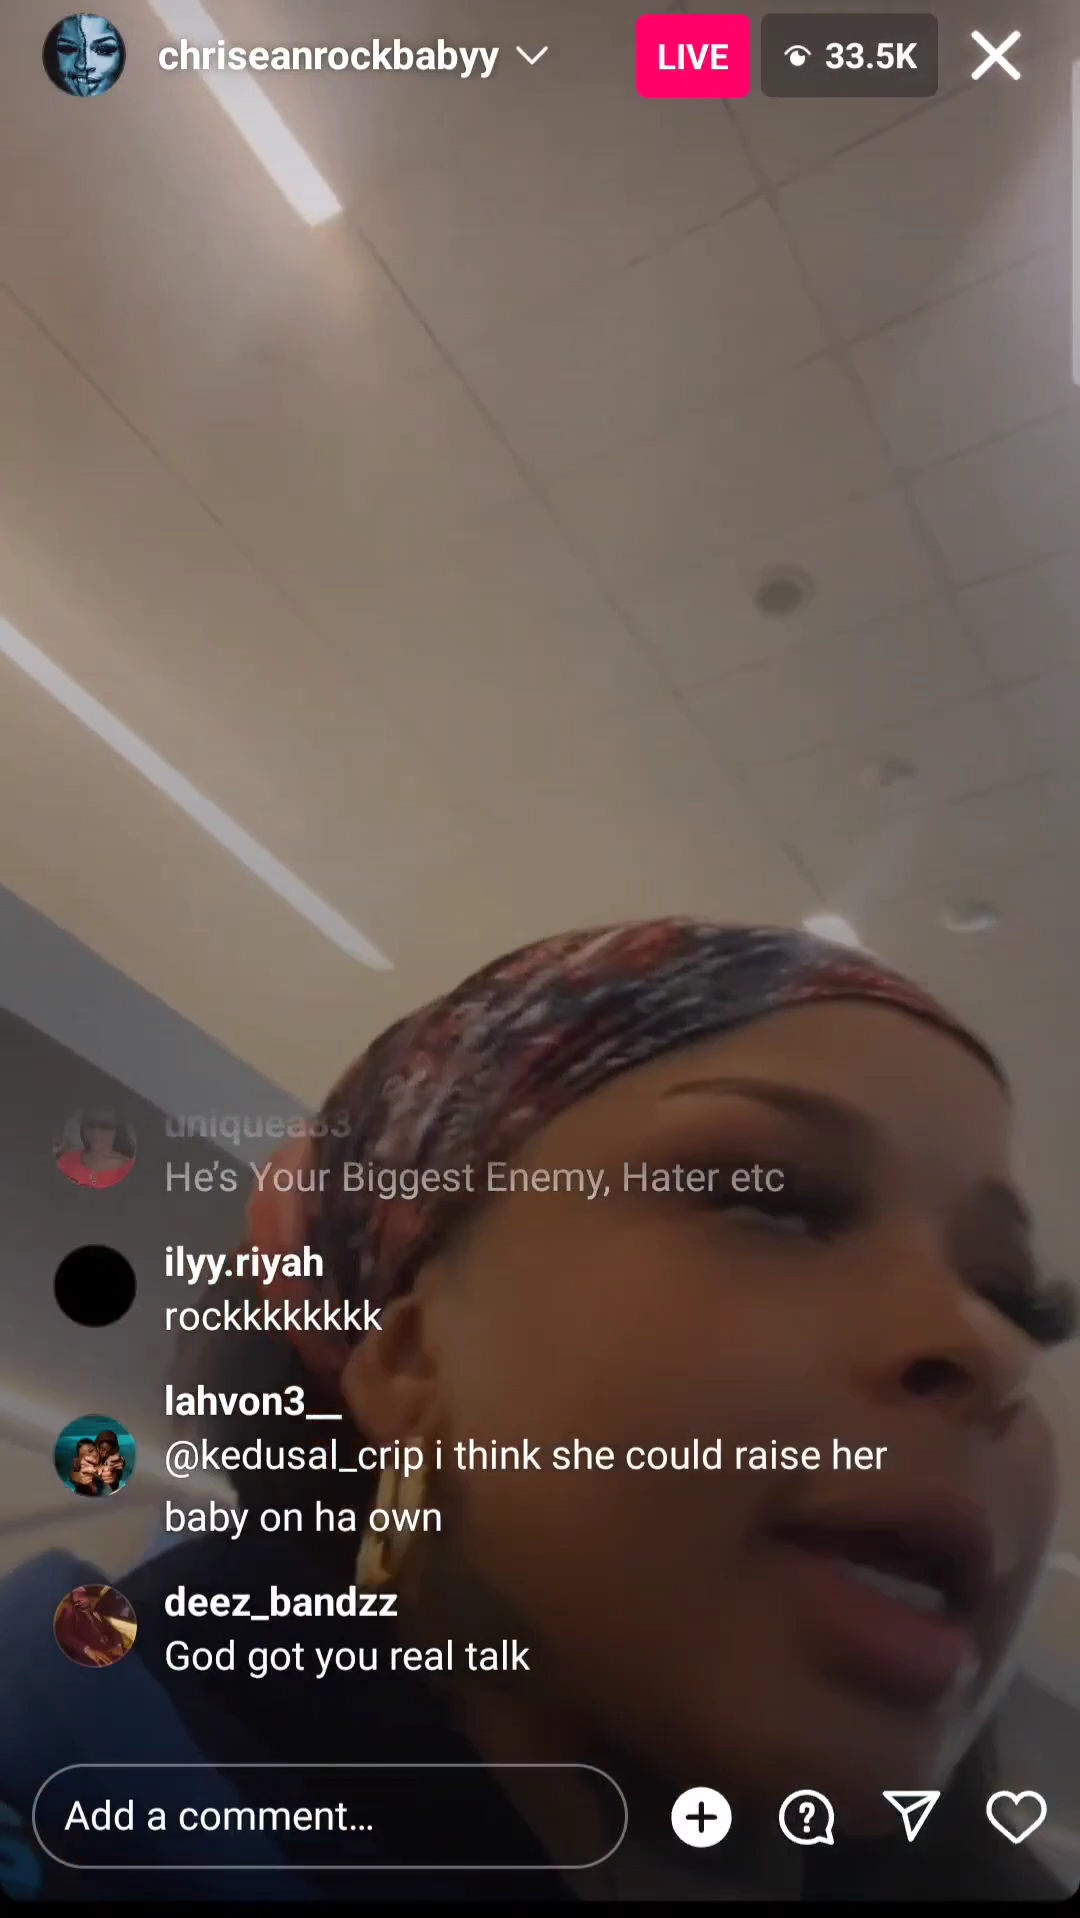 chriseanrockbabyy
LIVE
33.5K
uniquea33
He's Your Biggest Enemy, Hater etc
ilyy.riyah
rockkkkkkkk
lahvon3__
@kedusal_crip i think she could raise her
baby on ha own
deez_bandzz
God got you real talk
Add a comment...